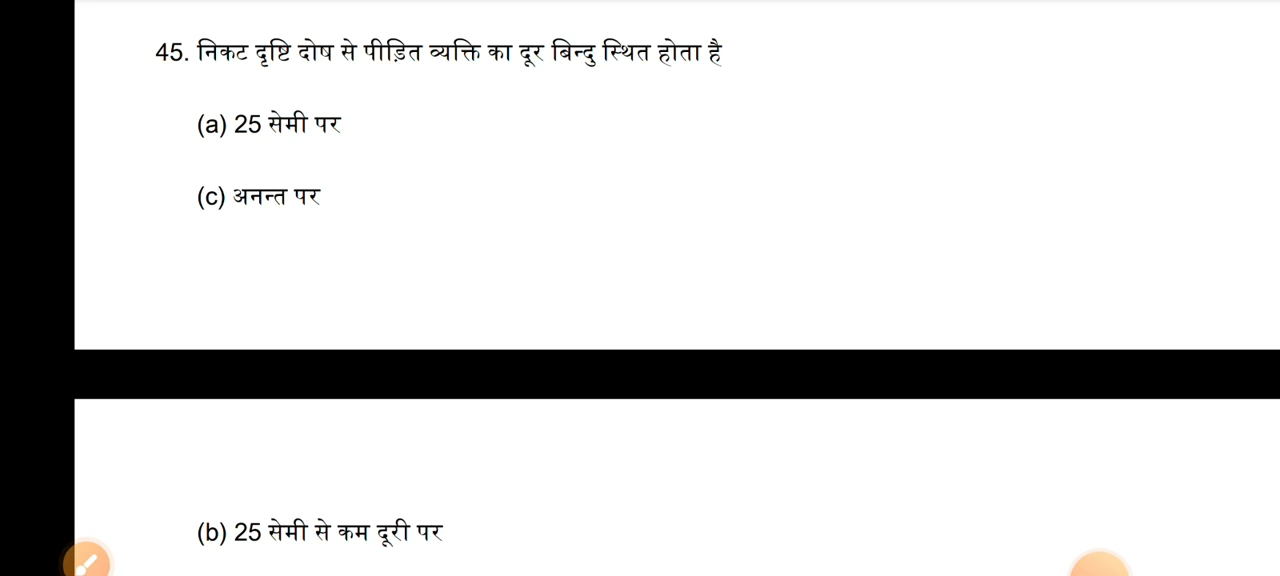 45. निकट दृष्टि दोष से पीड़ित व्यक्ति का दूर बिन्दु स्थित होता है
(a) 25 सेमी पर
(c) अनन्त पर
(b) 25 सेमी से कम दूरी पर